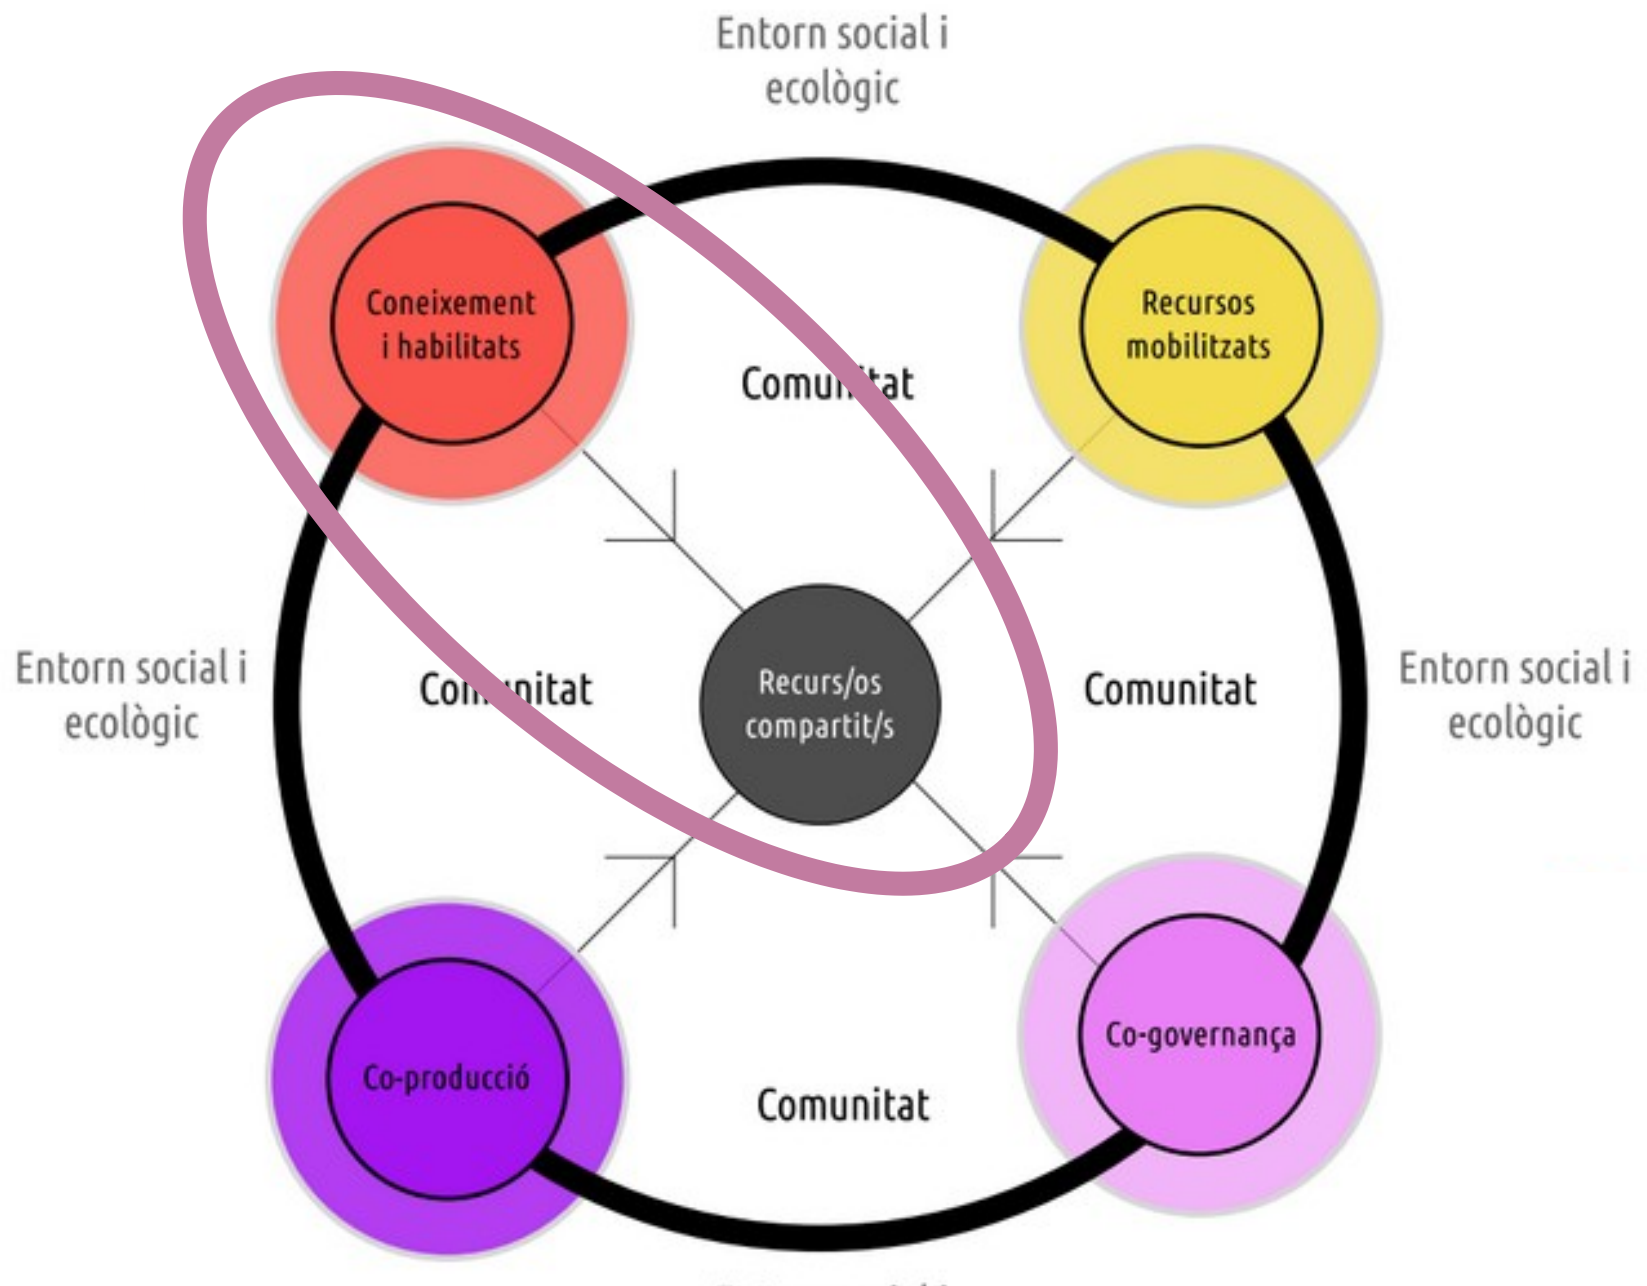 Entorn social i
ecològic
Coneixement
i habilitats
Recursos
mobilitzats
Comunitat
Entorn social i
ecològic
Comunitat
Recurs/os
compartit/s
Comunitat
Entorn social i
ecològic
Co-producció
Co-governança
Comunitat